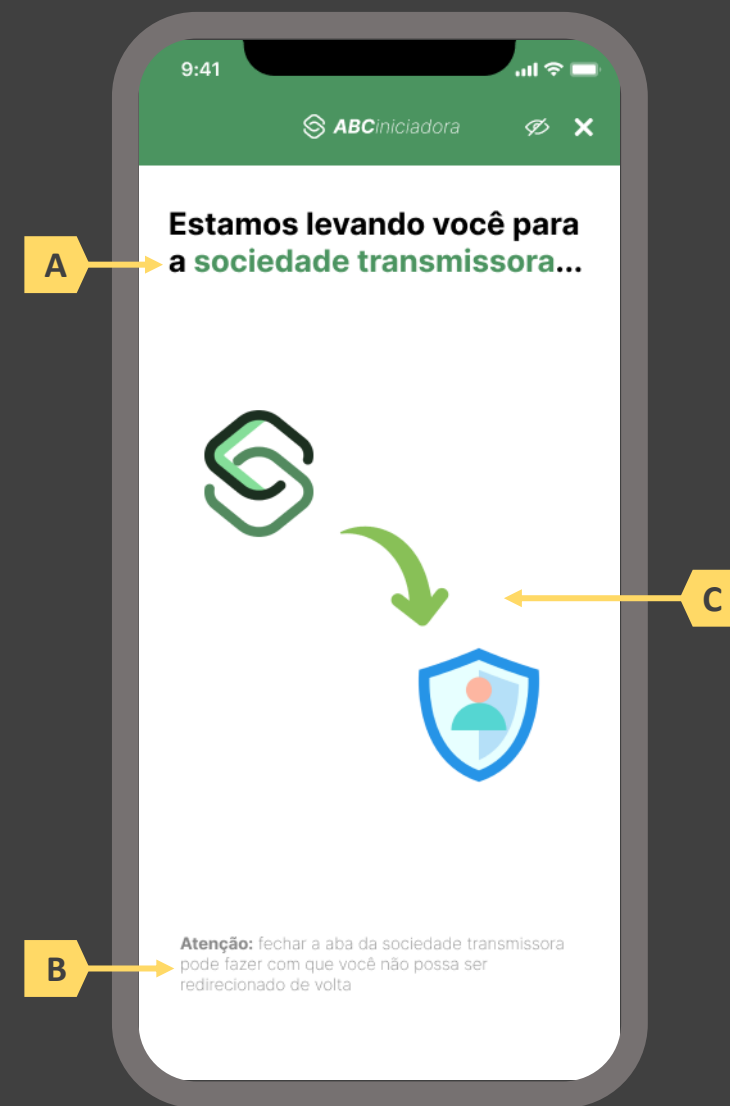 9:41
ABCiniciadora
Estamos levando você para
A
a sociedade transmissora...
C
Atenção: fechar a aba da sociedade transmissora
B
pode fazer com que você não possa ser
redirecionado de volta